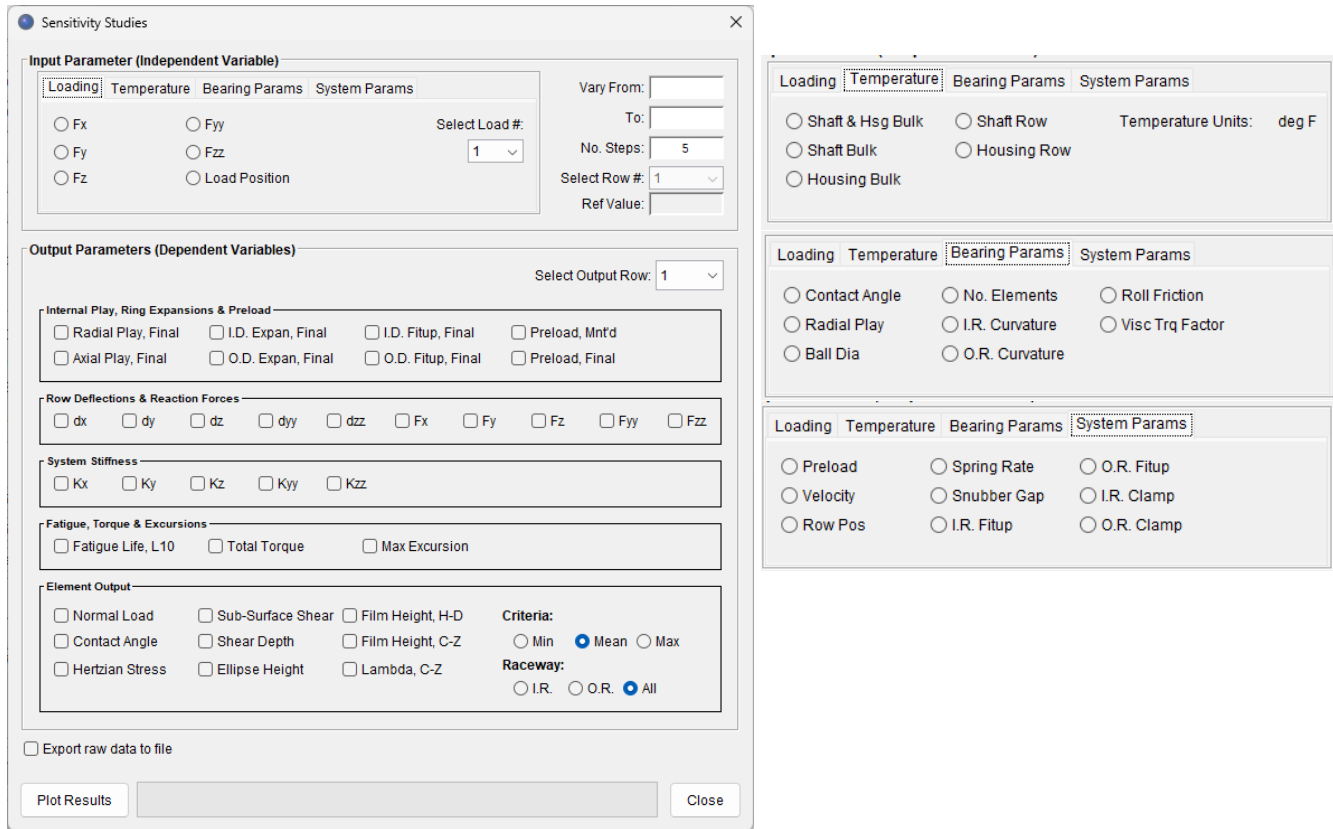 Sensitivity Studies
Input Parameter (Independent Variable)
Loading Temperature Bearing Params System Params
Fx Fyy Select Load #:
Fy Fzz 1
Fz Load Position
Vary From:
To:
No. Steps: 5
Select Row #: 1
Ref Value:
Output Parameters (Dependent Variables)
Select Output Row: 1
Internal Play, Ring Expansions & Preload
Radial Play, Final I.D. Expan, Final I.D. Fitup, Final Preload, Mnt'd
Axial Play, Final O.D. Expan, Final O.D. Fitup, Final Preload, Final
Row Deflections & Reaction Forces
dx dy dz dyy dzz Fx Fy Fz Fyy Fzz
System Stiffness
Kx Ky Kz Kyy Kzz
Fatigue, Torque & Excursions
Fatigue Life, L10 Total Torque Max Excursion
Element Output
Normal Load Sub-Surface Shear Film Height, H-D Criteria:
Contact Angle Shear Depth Film Height, C-Z Min Mean Max
Hertzian Stress Ellipse Height Lambda, C-Z Raceway:
I.R. O.R. All
Export raw data to file
Plot Results Close
Loading Temperature Bearing Params System Params
Shaft & Hsg Bulk Shaft Row Temperature Units: deg F
Shaft Bulk Housing Row
Housing Bulk
Loading Temperature Bearing Params System Params
Contact Angle No. Elements Roll Friction
Radial Play I.R. Curvature Visc Trq Factor
Ball Dia O.R. Curvature
Loading Temperature Bearing Params System Params
Preload Spring Rate O.R. Fitup
Velocity Snubber Gap I.R. Clamp
Row Pos I.R. Fitup O.R. Clamp